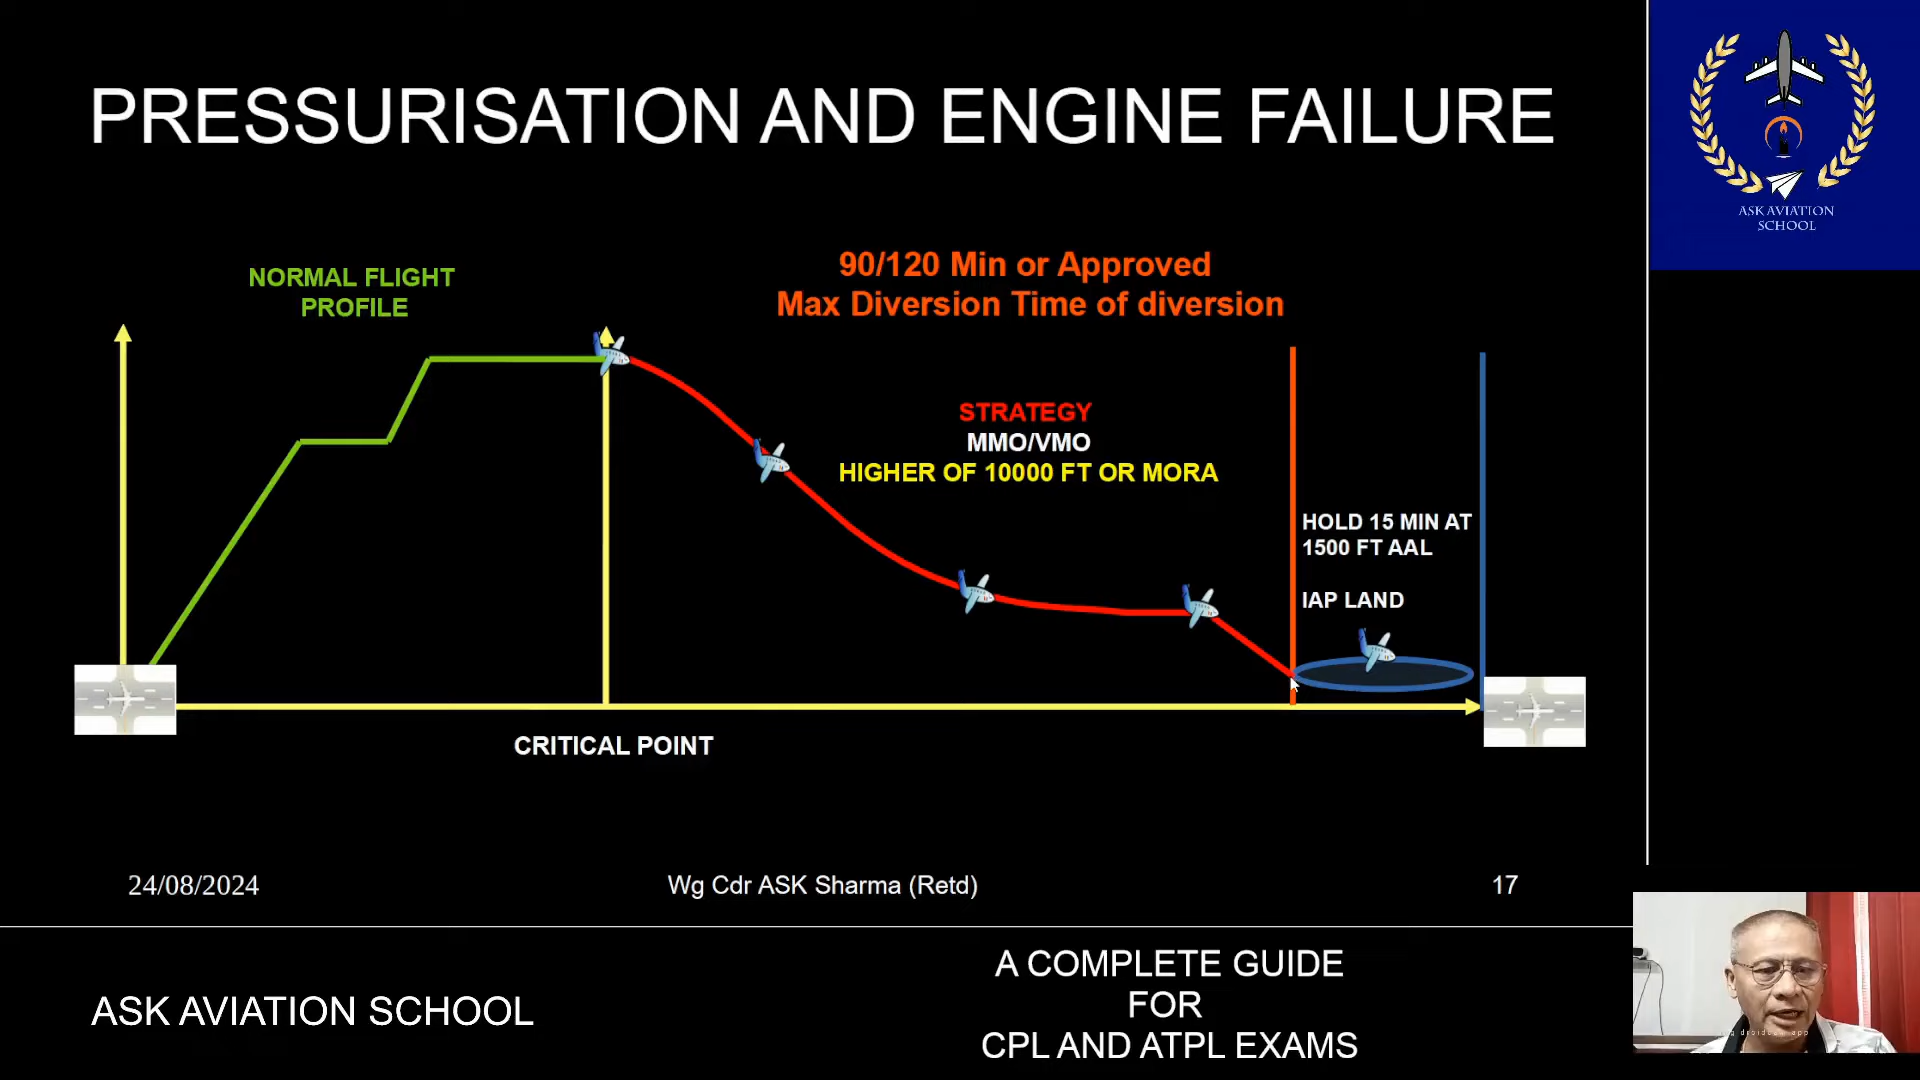 PRESSURISATION AND ENGINE FAILURE
ASK AVIATION
SCHOOL
NORMAL FLIGHT
PROFILE
90/120 Min or Approved
Max Diversion Time of diversion
STRATEGY
MMO/VMO
HIGHER OF 10000 FT OR MORA
HOLD 15 MIN AT
1500 FT AAL
IAP LAND
CRITICAL POINT
24/08/2024
Wg Cdr ASK Sharma (Retd)
17
ASK AVIATION SCHOOL
A COMPLETE GUIDE
FOR
CPL AND ATPL EXAMS